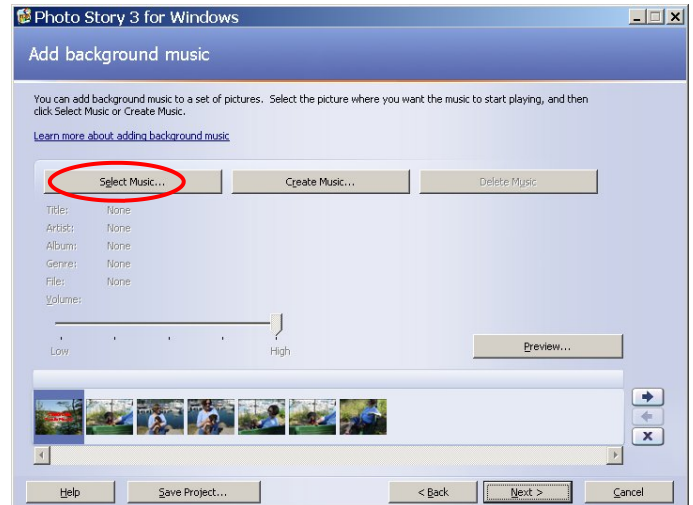 Photo Story 3 for Windows
Add background music
You can add background music to a set of pictures. Select the picture where you want the music to start playing, and then
click Select Music or Create Music.
Learn more about adding background music
Select Music... Create Music... Delete Music
Title: None
Artist: None
Album: None
Genre: None
File: None
Volume:
Low High
Preview...
Help Save Project... < Back Next > Cancel